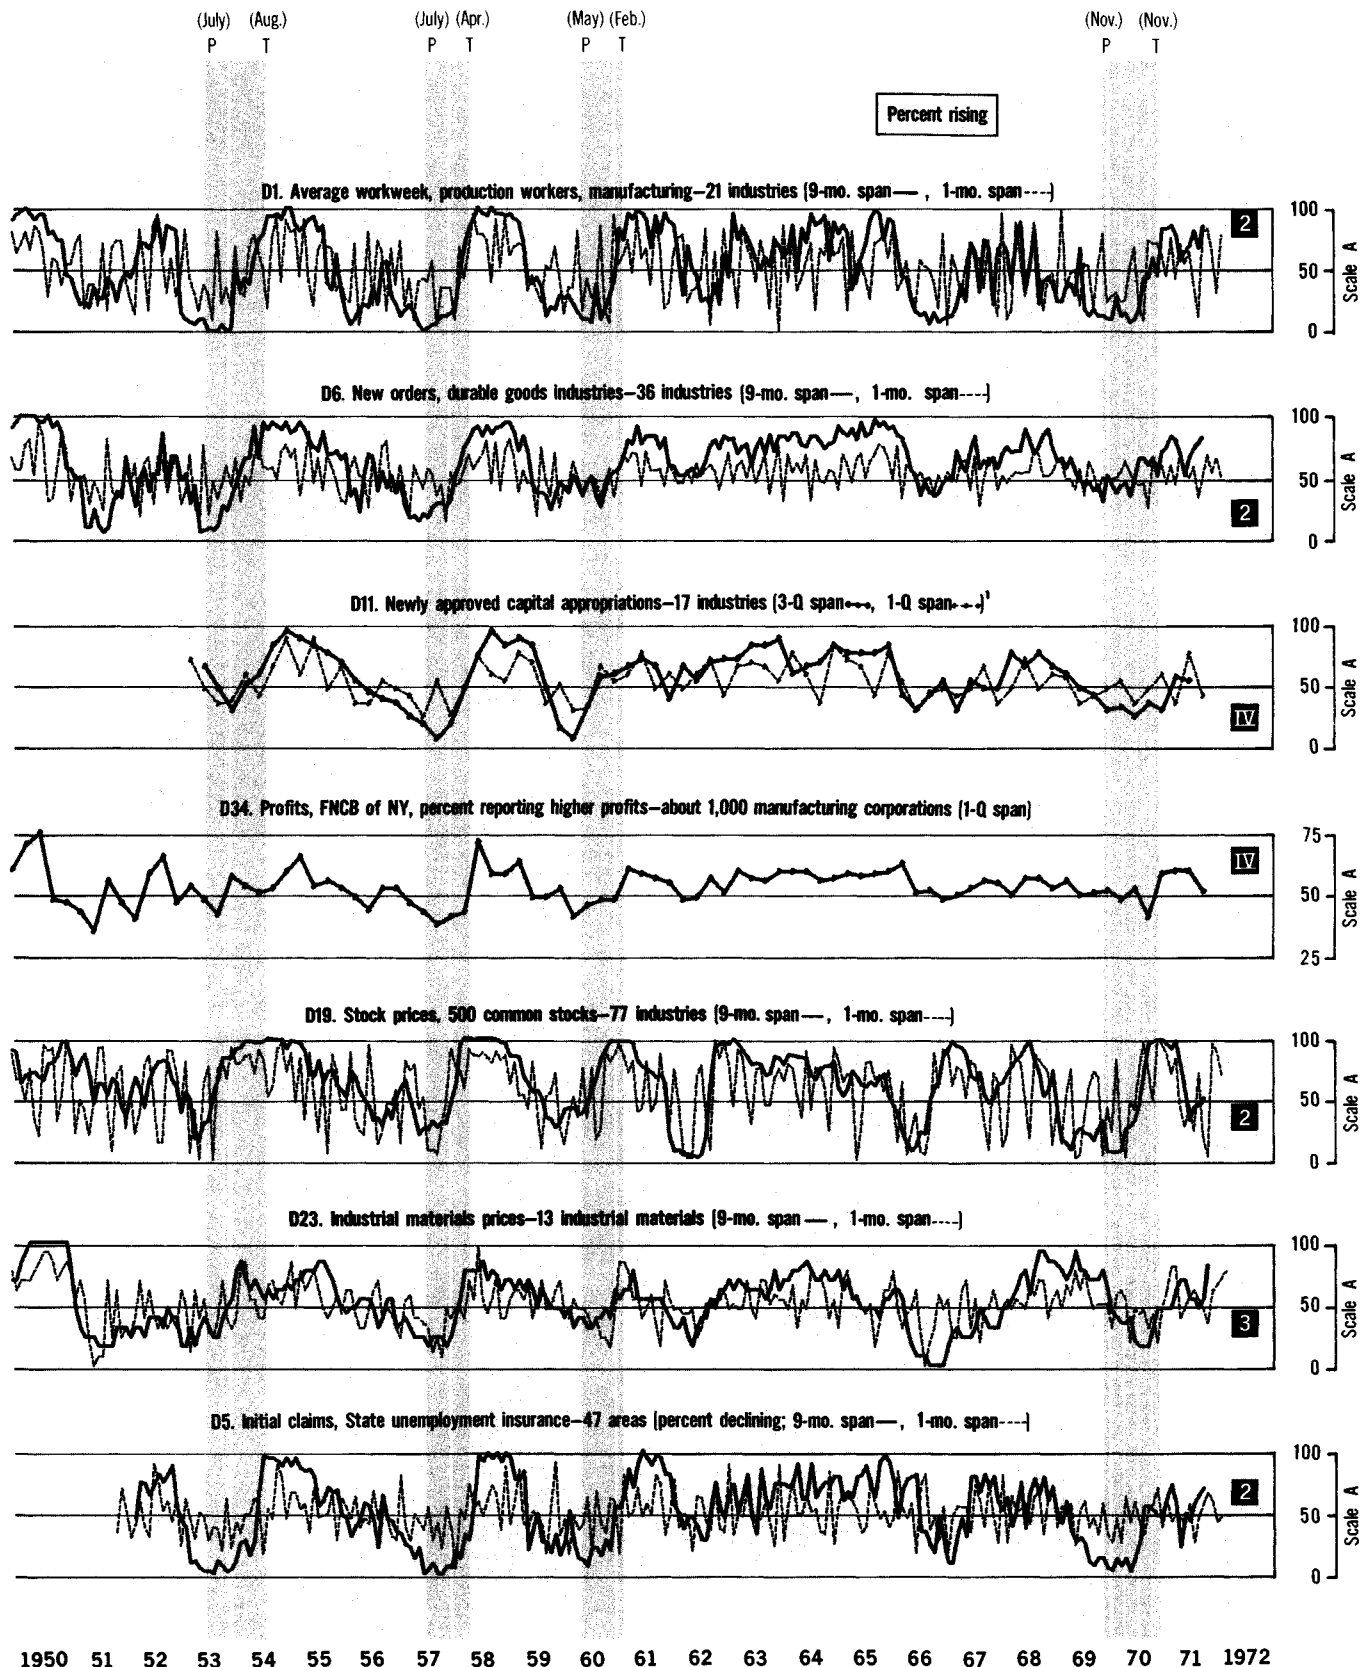 (July) (Aug.) (July) (Apr.) (May) (Feb.) (Nov.) (Nov.)
P T P T P T P T
Percent rising
D1. Average workweek, production workers, manufacturing—21 industries (9-mo. span — , 1-mo. span ----)
2
100
50
0
Scale A
D6. New orders, durable goods industries—36 industries (9-mo. span —, 1-mo. span ----)
100
50
0
Scale A
2
D11. Newly approved capital appropriations—17 industries (3-Q span •••, 1-Q span •-•-•)¹
100
50
0
Scale A
IV
D34. Profits, FNCB of NY, percent reporting higher profits—about 1,000 manufacturing corporations (1-Q span)
IV
75
50
25
Scale A
D19. Stock prices, 500 common stocks—77 industries (9-mo. span —, 1-mo. span ----)
100
50
0
Scale A
2
D23. Industrial materials prices—13 industrial materials (9-mo. span — , 1-mo. span ----)
100
50
0
Scale A
3
D5. Initial claims, State unemployment insurance—47 areas (percent declining; 9-mo. span —, 1-mo. span ----)
2
100
50
0
Scale A
1950 51 52 53 54 55 56 57 58 59 60 61 62 63 64 65 66 67 68 69 70 71 1972